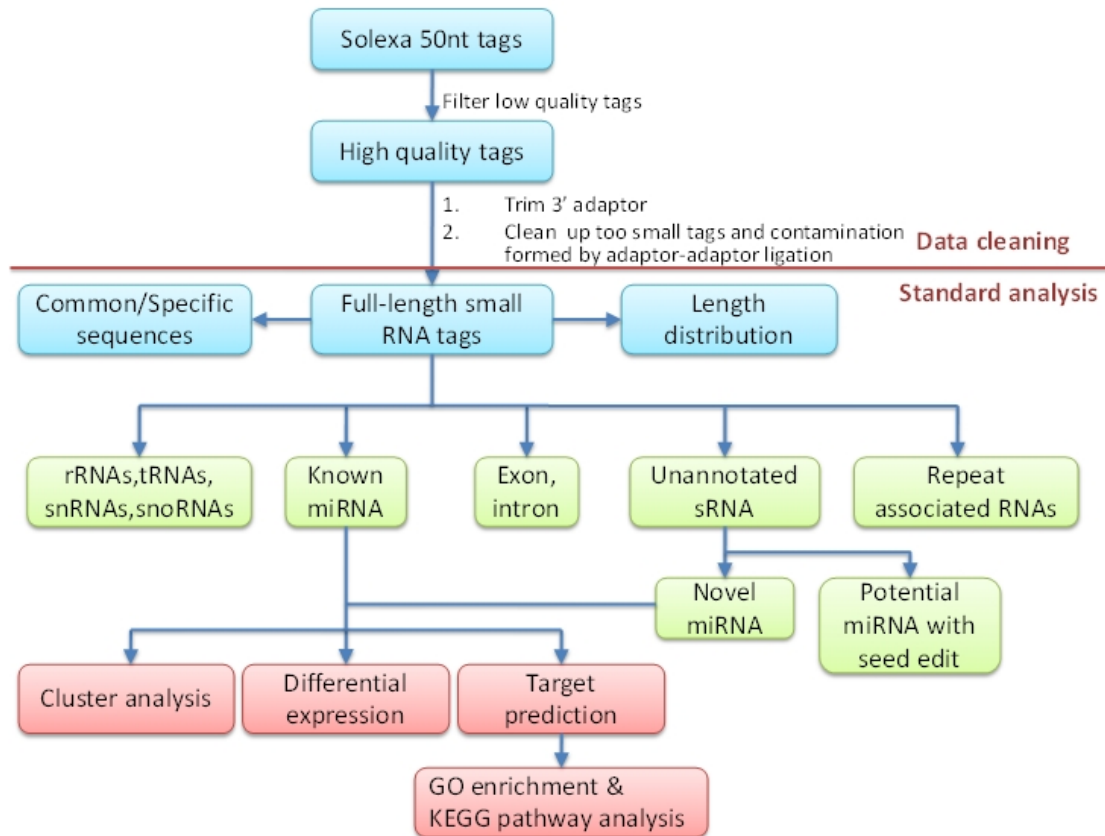 Solexa 50nt tags
Filter low quality tags
High quality tags
1. Trim 3’ adaptor
2. Clean up too small tags and contamination
formed by adaptor-adaptor ligation
Data cleaning
Standard analysis
Common/Specific
sequences
Full-length small
RNA tags
Length
distribution
rRNAs,tRNAs,
snRNAs,snoRNAs
Known
miRNA
Exon,
intron
Unannotated
sRNA
Repeat
associated RNAs
Novel
miRNA
Potential
miRNA with
seed edit
Cluster analysis
Differential
expression
Target
prediction
GO enrichment &
KEGG pathway analysis